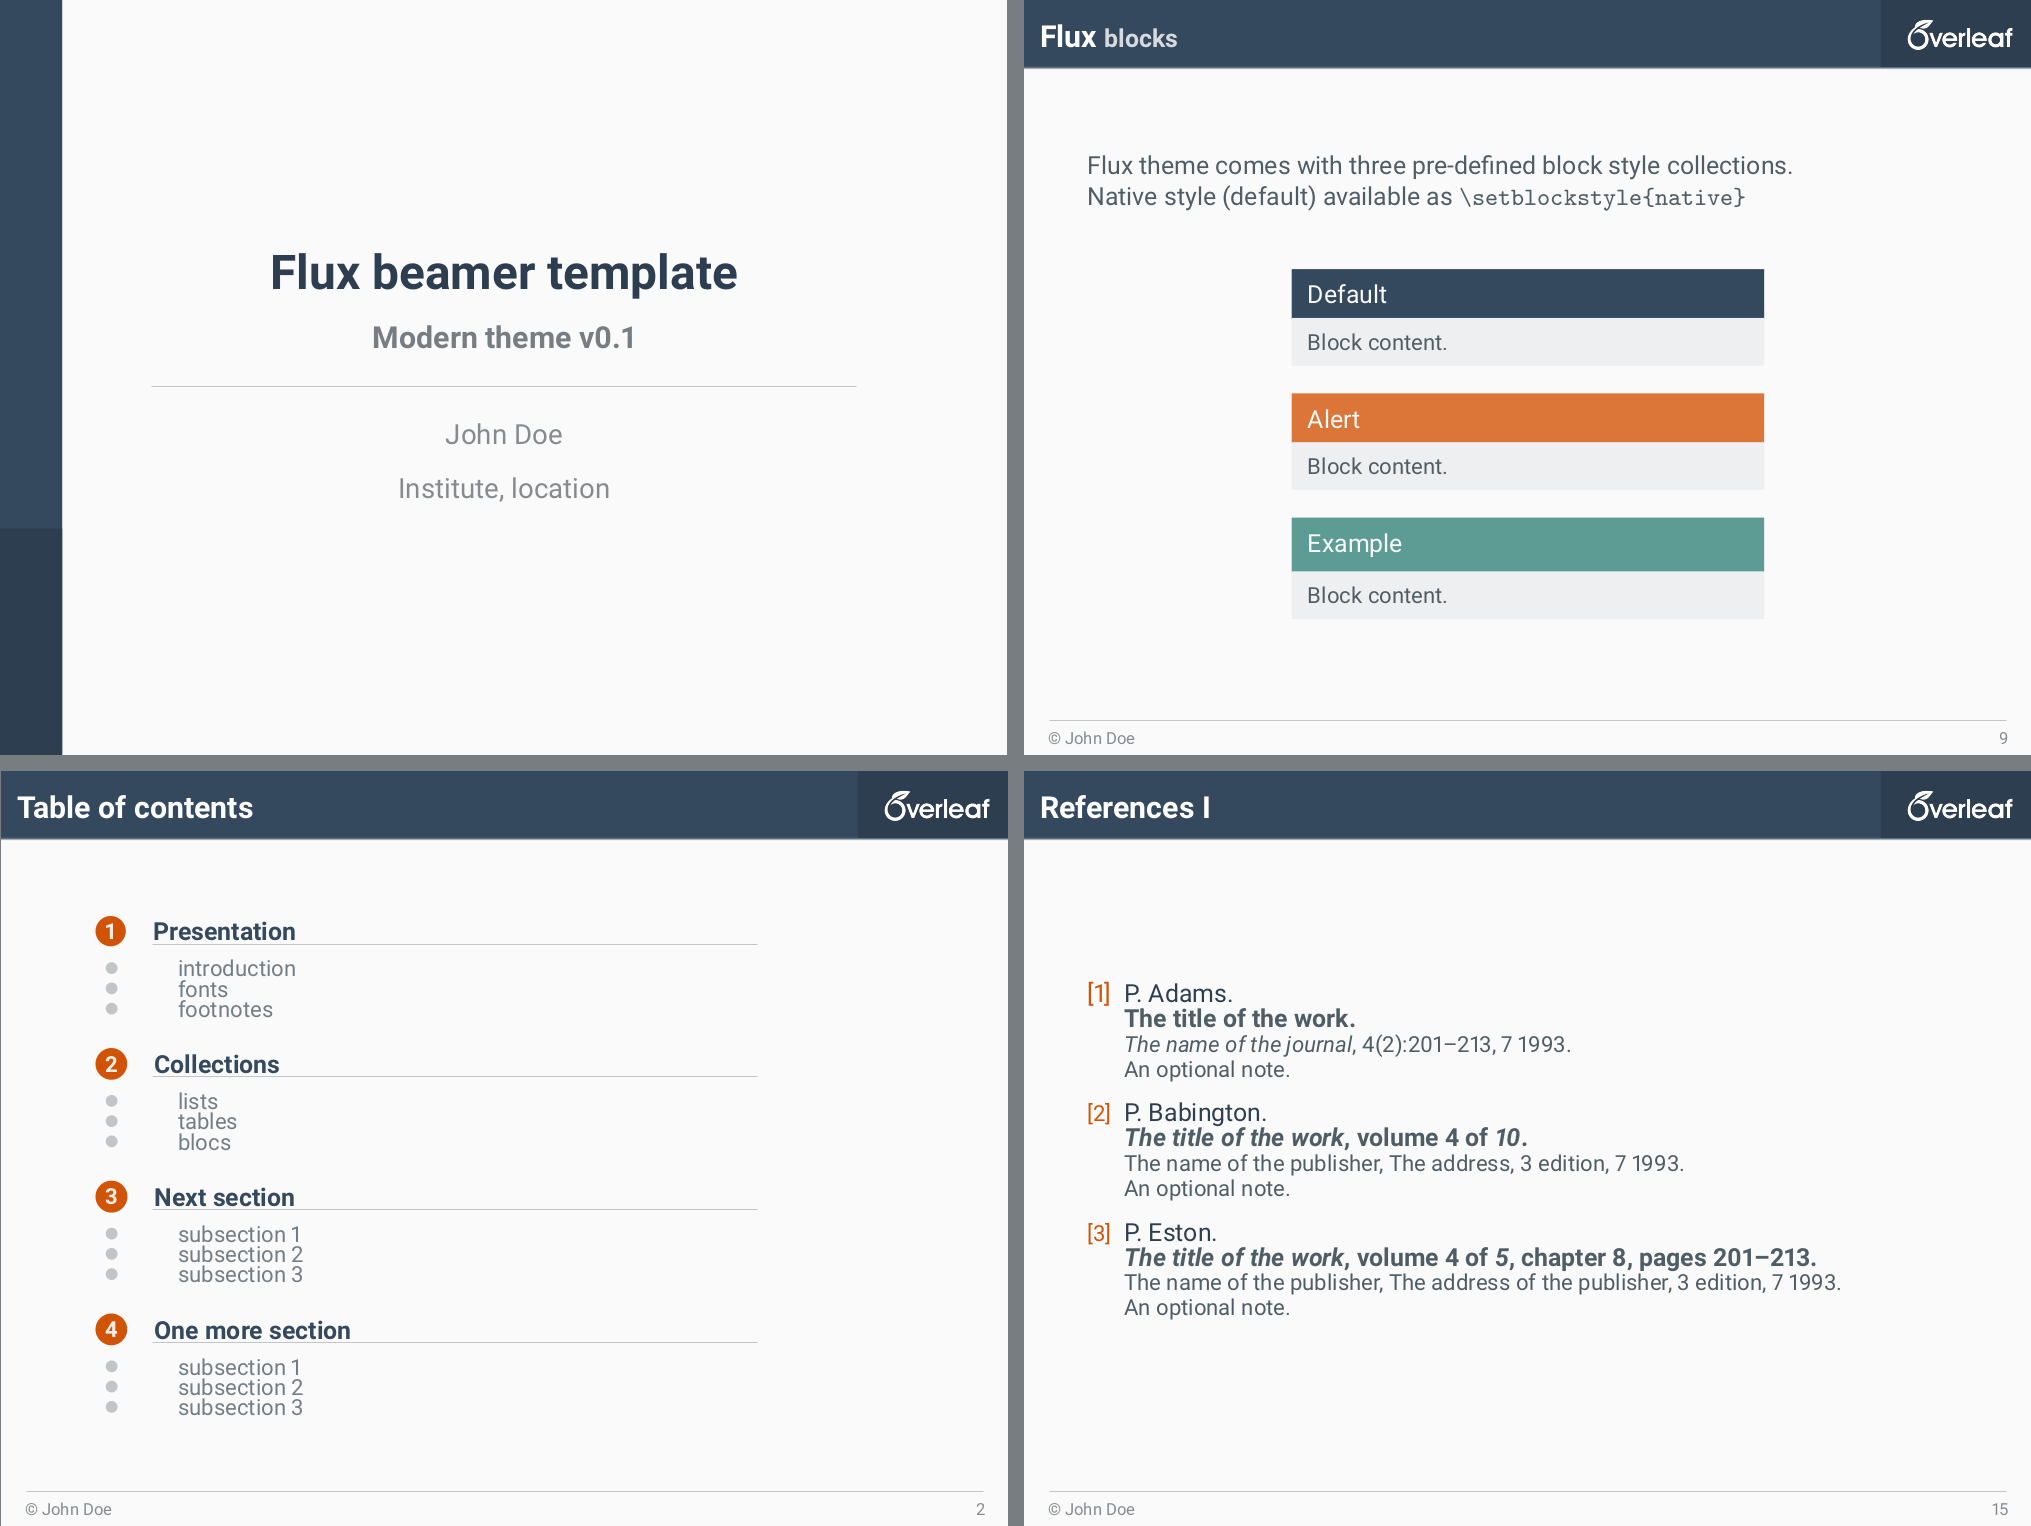 Flux beamer template
Modern theme v0.1
John Doe
Institute, location
Flux blocks
Overleaf
Flux theme comes with three pre-defined block style collections.
Native style (default) available as \setblockstyle{native}
Default
Block content.
Alert
Block content.
Example
Block content.
© John Doe
9
Table of contents
Overleaf
1 Presentation
introduction
fonts
footnotes
2 Collections
lists
tables
blocs
3 Next section
subsection 1
subsection 2
subsection 3
4 One more section
subsection 1
subsection 2
subsection 3
© John Doe
2
References I
Overleaf
[1] P. Adams.
The title of the work.
The name of the journal, 4(2):201–213, 7 1993.
An optional note.
[2] P. Babington.
The title of the work, volume 4 of 10.
The name of the publisher, The address, 3 edition, 7 1993.
An optional note.
[3] P. Eston.
The title of the work, volume 4 of 5, chapter 8, pages 201–213.
The name of the publisher, The address of the publisher, 3 edition, 7 1993.
An optional note.
© John Doe
15